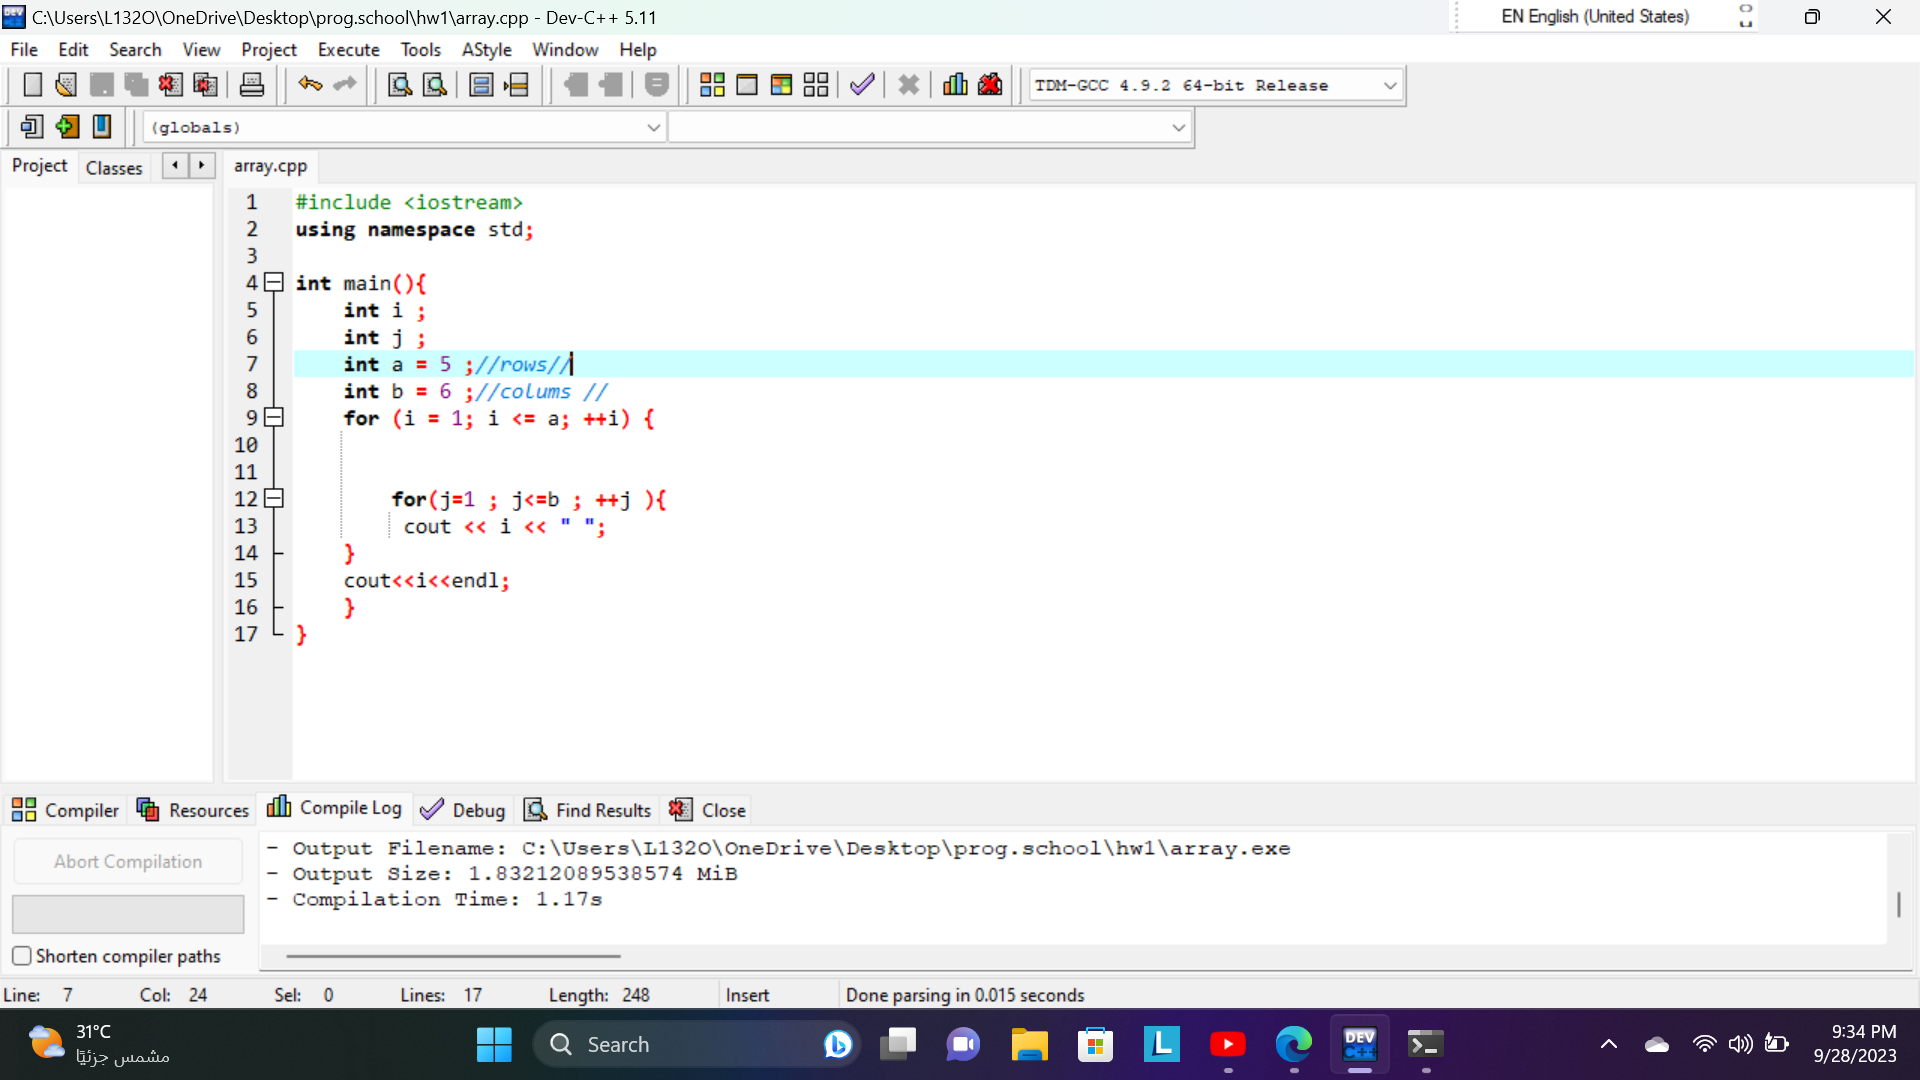 C:\Users\L132O\OneDrive\Desktop\prog.school\hw1\array.cpp - Dev-C++ 5.11
EN English (United States)
File Edit Search View Project Execute Tools AStyle Window Help
TDM-GCC 4.9.2 64-bit Release
(globals)
Project Classes array.cpp
1 #include <iostream>
2 using namespace std;
3
4 int main(){
5 int i ;
6 int j ;
7 int a = 5 ;//rows//
8 int b = 6 ;//colums //
9 for (i = 1; i <= a; ++i) {
10
11
12 for(j=1 ; j<=b ; ++j ){
13 cout << i << " ";
14 }
15 cout<<i<<endl;
16 }
17 }
Compiler Resources Compile Log Debug Find Results Close
Abort Compilation
- Output Filename: C:\Users\L132O\OneDrive\Desktop\prog.school\hw1\array.exe
- Output Size: 1.83212089538574 MiB
- Compilation Time: 1.17s
Shorten compiler paths
Line: 7 Col: 24 Sel: 0 Lines: 17 Length: 248 Insert Done parsing in 0.015 seconds
31°C
مشمس جزئيًا
Search
L
DEV
C++
9:34 PM
9/28/2023